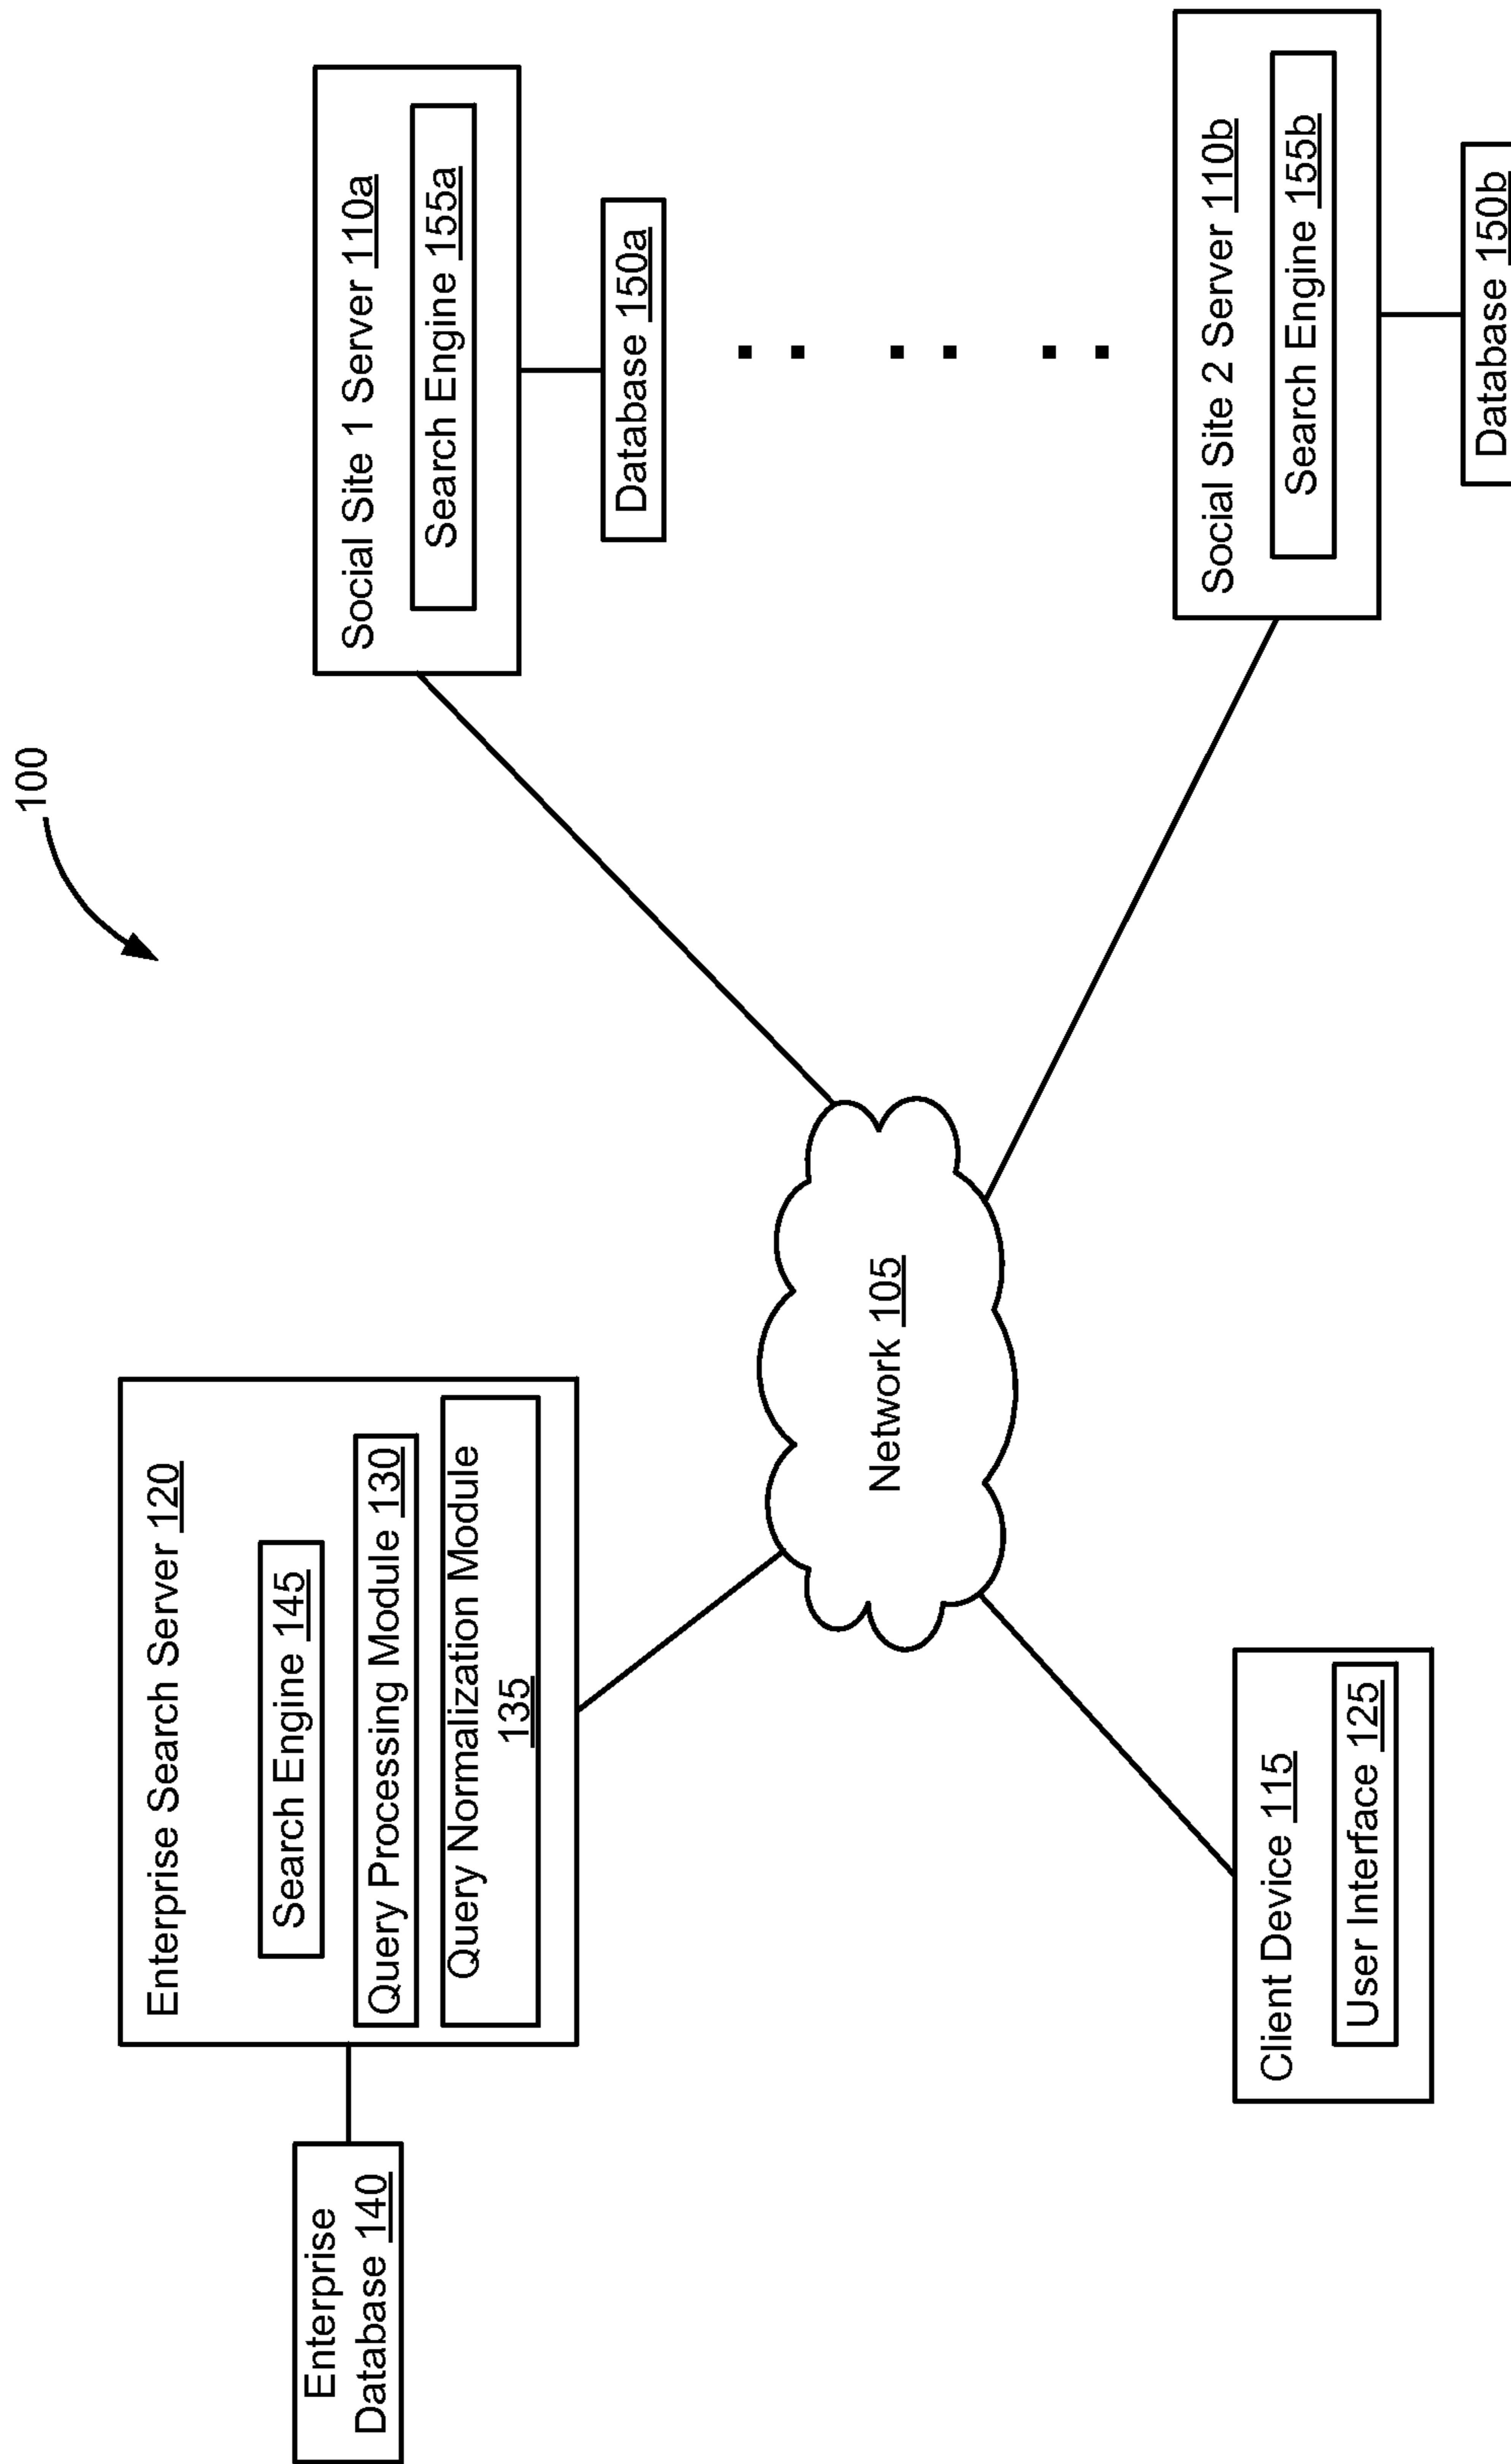 100
Enterprise Search Server 120
Search Engine 145
Query Processing Module 130
Query Normalization Module
135
Enterprise
Database 140
Social Site 1 Server 110a
Search Engine 155a
Database 150a
Network 105
Client Device 115
User Interface 125
Social Site 2 Server 110b
Search Engine 155b
Database 150b